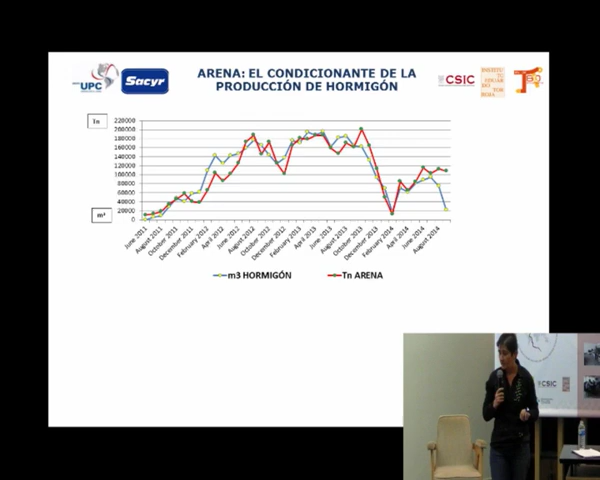 UPC
Sacyr
ARENA: EL CONDICIONANTE DE LA
PRODUCCIÓN DE HORMIGÓN
CSIC
Tn
220000
200000
180000
160000
140000
120000
100000
80000
60000
40000
20000
0
m³
June 2011
August 2011
October 2011
December 2011
February 2012
April 2012
June 2012
August 2012
October 2012
December 2012
February 2013
April 2013
June 2013
August 2013
October 2013
December 2013
February 2014
April 2014
June 2014
August 2014
m3 HORMIGÓN
Tn ARENA
CSIC